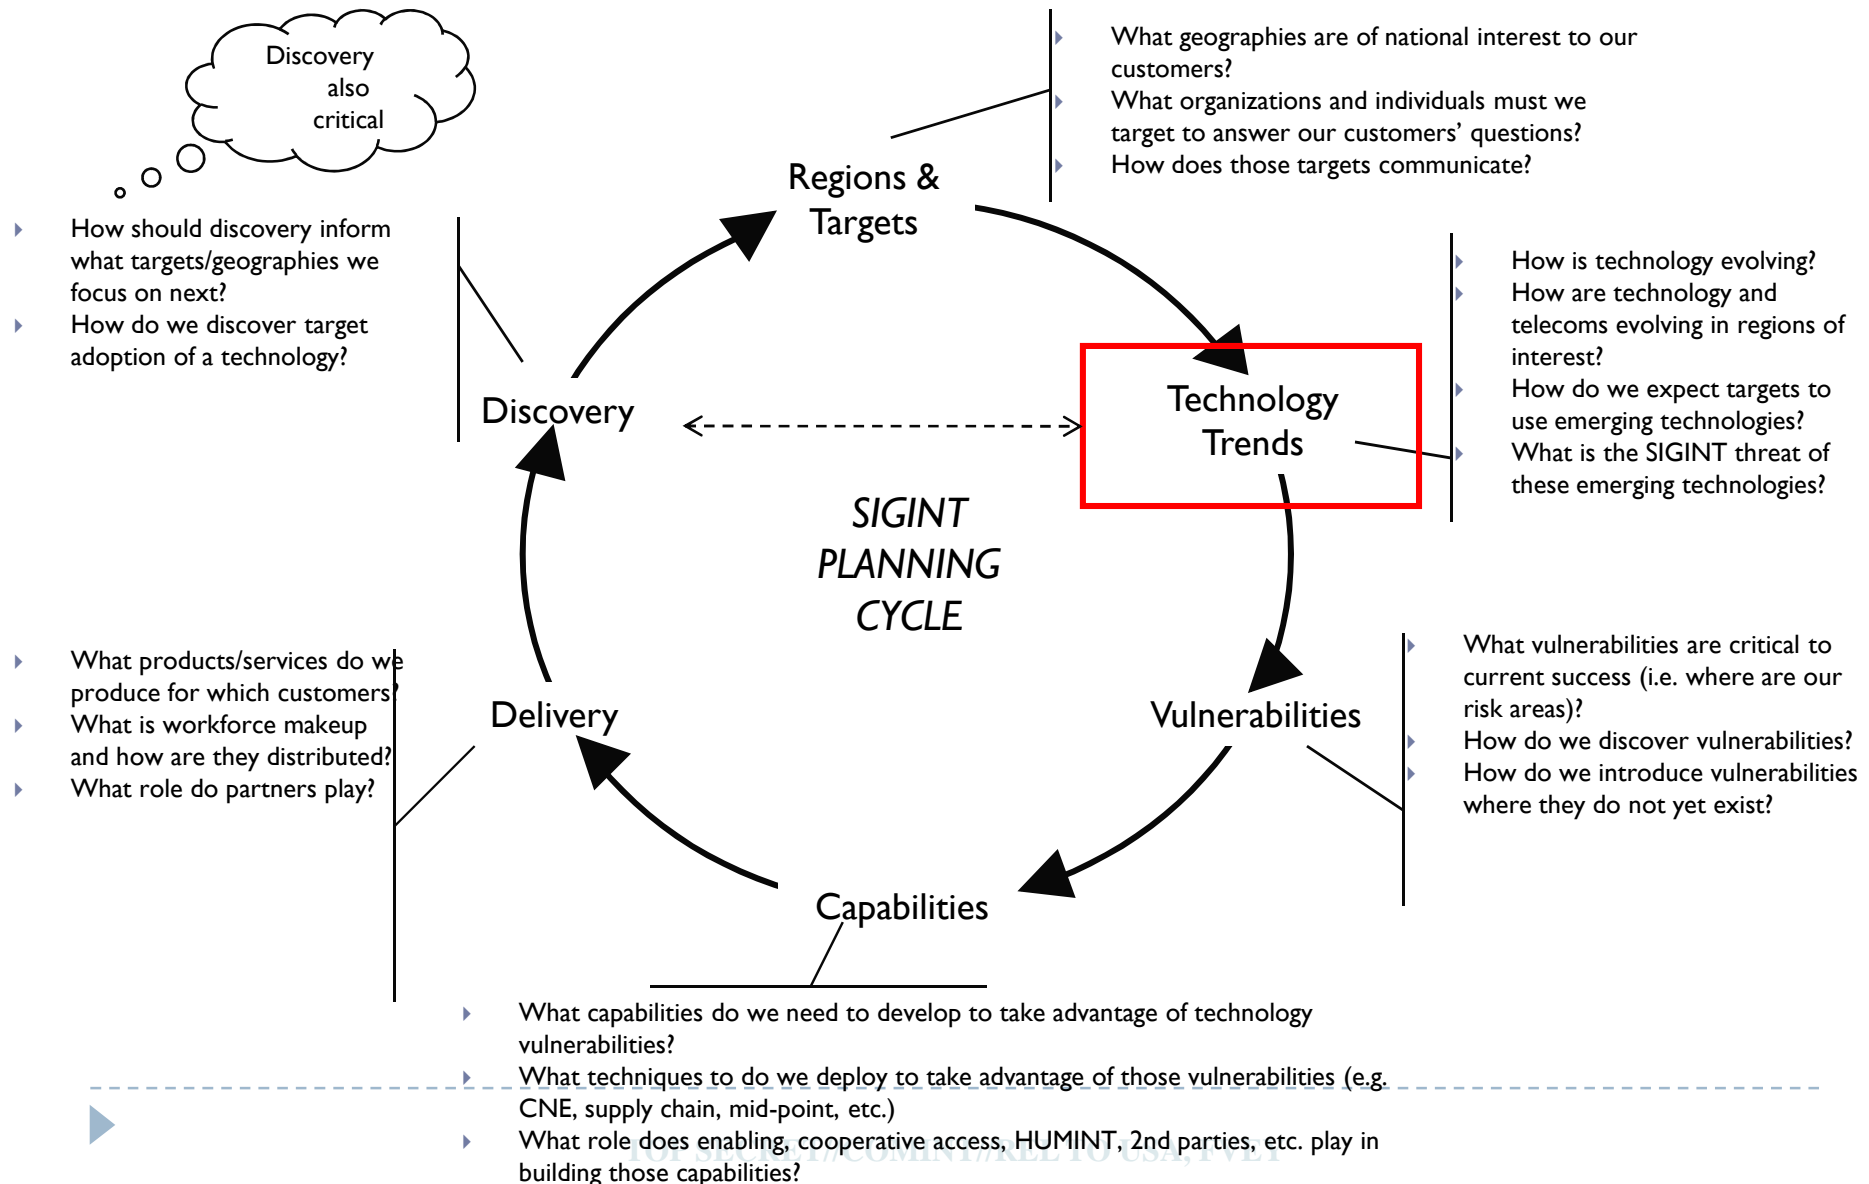 Discovery
also
critical
What geographies are of national interest to our
customers?
What organizations and individuals must we
target to answer our customers' questions?
How does those targets communicate?
Regions &
Targets
How should discovery inform
what targets/geographies we
focus on next?
How do we discover target
adoption of a technology?
How is technology evolving?
How are technology and
telecoms evolving in regions of
interest?
How do we expect targets to
use emerging technologies?
What is the SIGINT threat of
these emerging technologies?
Discovery
Technology
Trends
SIGINT
PLANNING
CYCLE
What products/services do we
produce for which customers?
What is workforce makeup
and how are they distributed?
What role do partners play?
Delivery
Vulnerabilities
What vulnerabilities are critical to
current success (i.e. where are our
risk areas)?
How do we discover vulnerabilities?
How do we introduce vulnerabilities
where they do not yet exist?
Capabilities
What capabilities do we need to develop to take advantage of technology
vulnerabilities?
What techniques to do we deploy to take advantage of those vulnerabilities (e.g.
CNE, supply chain, mid-point, etc.)
What role does enabling, cooperative access, HUMINT, 2nd parties, etc. play in
building those capabilities?
TOP SECRET//COMINT//REL TO USA, FVEY